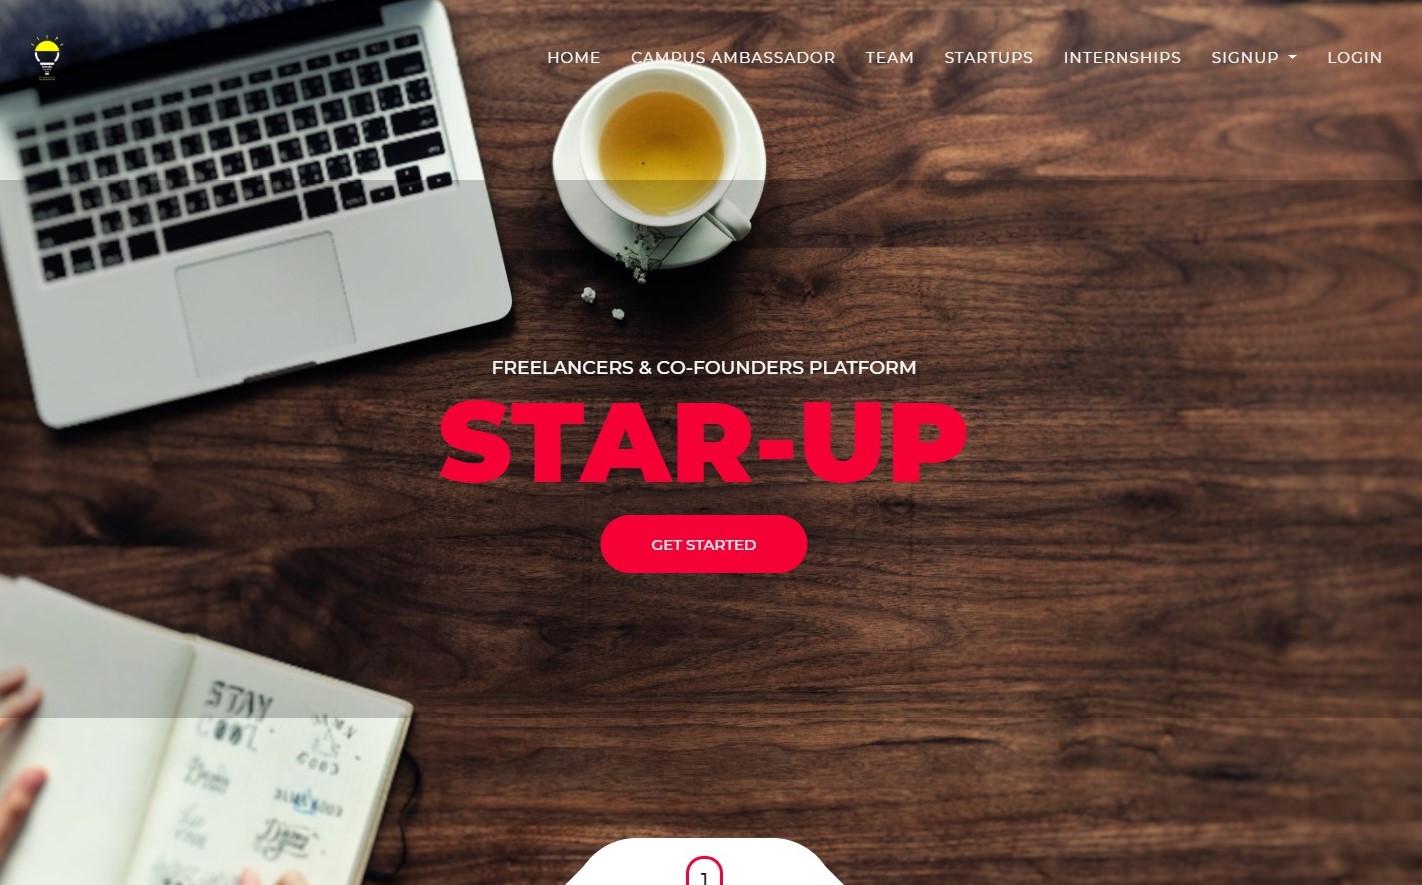 HOME CAMPUS AMBASSADOR TEAM STARTUPS INTERNSHIPS SIGNUP LOGIN
FREELANCERS & CO-FOUNDERS PLATFORM
STAR-UP
GET STARTED
STAY
COOL
1